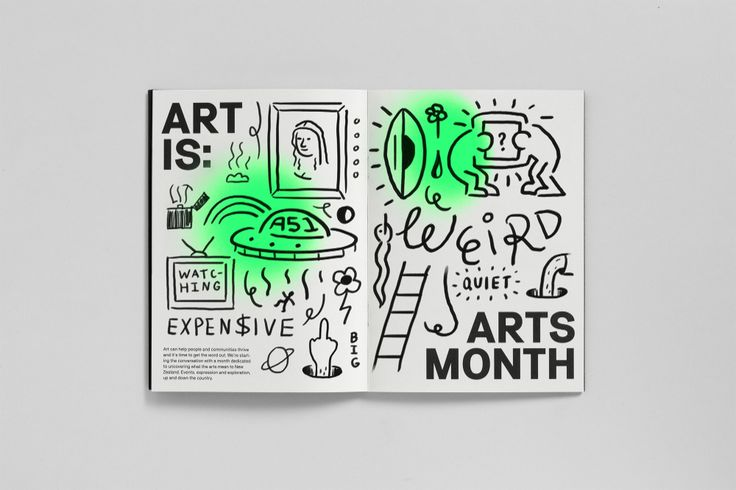 ART
IS:
A51
WATC-
HING
EXPEN$IVE
BIG
Art can help people and communities thrive
and it's time to get the word out. We're start-
ing the conversation with a month dedicated
to uncovering what the arts mean to New
Zealand. Events, expression and exploration,
up and down the country.
?
WEiRD
QUIET
ARTS
MONTH